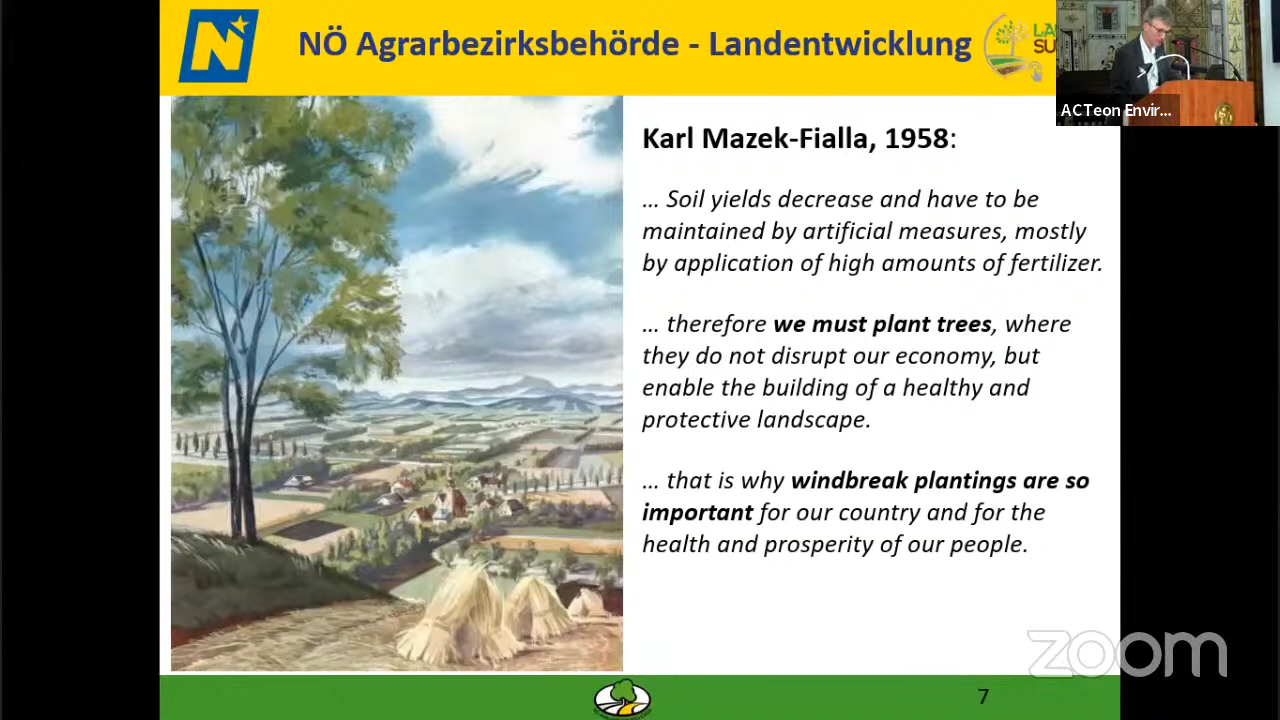 N
NÖ Agrarbezirksbehörde - Landentwicklung
ACTeon Envir...
Karl Mazek-Fialla, 1958:
... Soil yields decrease and have to be
maintained by artificial measures, mostly
by application of high amounts of fertilizer.
... therefore we must plant trees, where
they do not disrupt our economy, but
enable the building of a healthy and
protective landscape.
... that is why windbreak plantings are so
important for our country and for the
health and prosperity of our people.
zoom
7